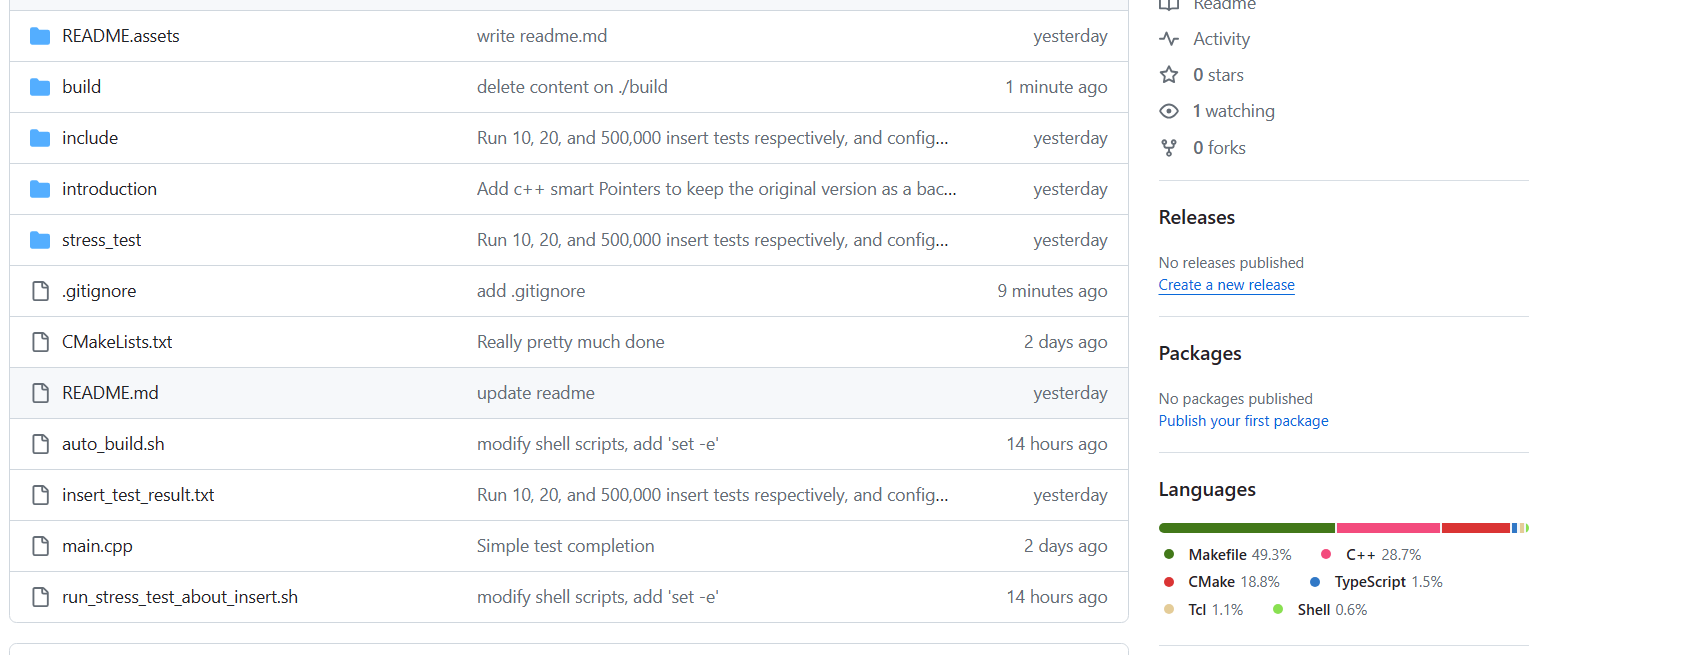 README.assets write readme.md yesterday
build delete content on ./build 1 minute ago
include Run 10, 20, and 500,000 insert tests respectively, and config... yesterday
introduction Add c++ smart Pointers to keep the original version as a bac... yesterday
stress_test Run 10, 20, and 500,000 insert tests respectively, and config... yesterday
.gitignore add .gitignore 9 minutes ago
CMakeLists.txt Really pretty much done 2 days ago
README.md update readme yesterday
auto_build.sh modify shell scripts, add 'set -e' 14 hours ago
insert_test_result.txt Run 10, 20, and 500,000 insert tests respectively, and config... yesterday
main.cpp Simple test completion 2 days ago
run_stress_test_about_insert.sh modify shell scripts, add 'set -e' 14 hours ago
Readme
Activity
0 stars
1 watching
0 forks
Releases
No releases published
Create a new release
Packages
No packages published
Publish your first package
Languages
Makefile 49.3% C++ 28.7%
CMake 18.8% TypeScript 1.5%
Tcl 1.1% Shell 0.6%